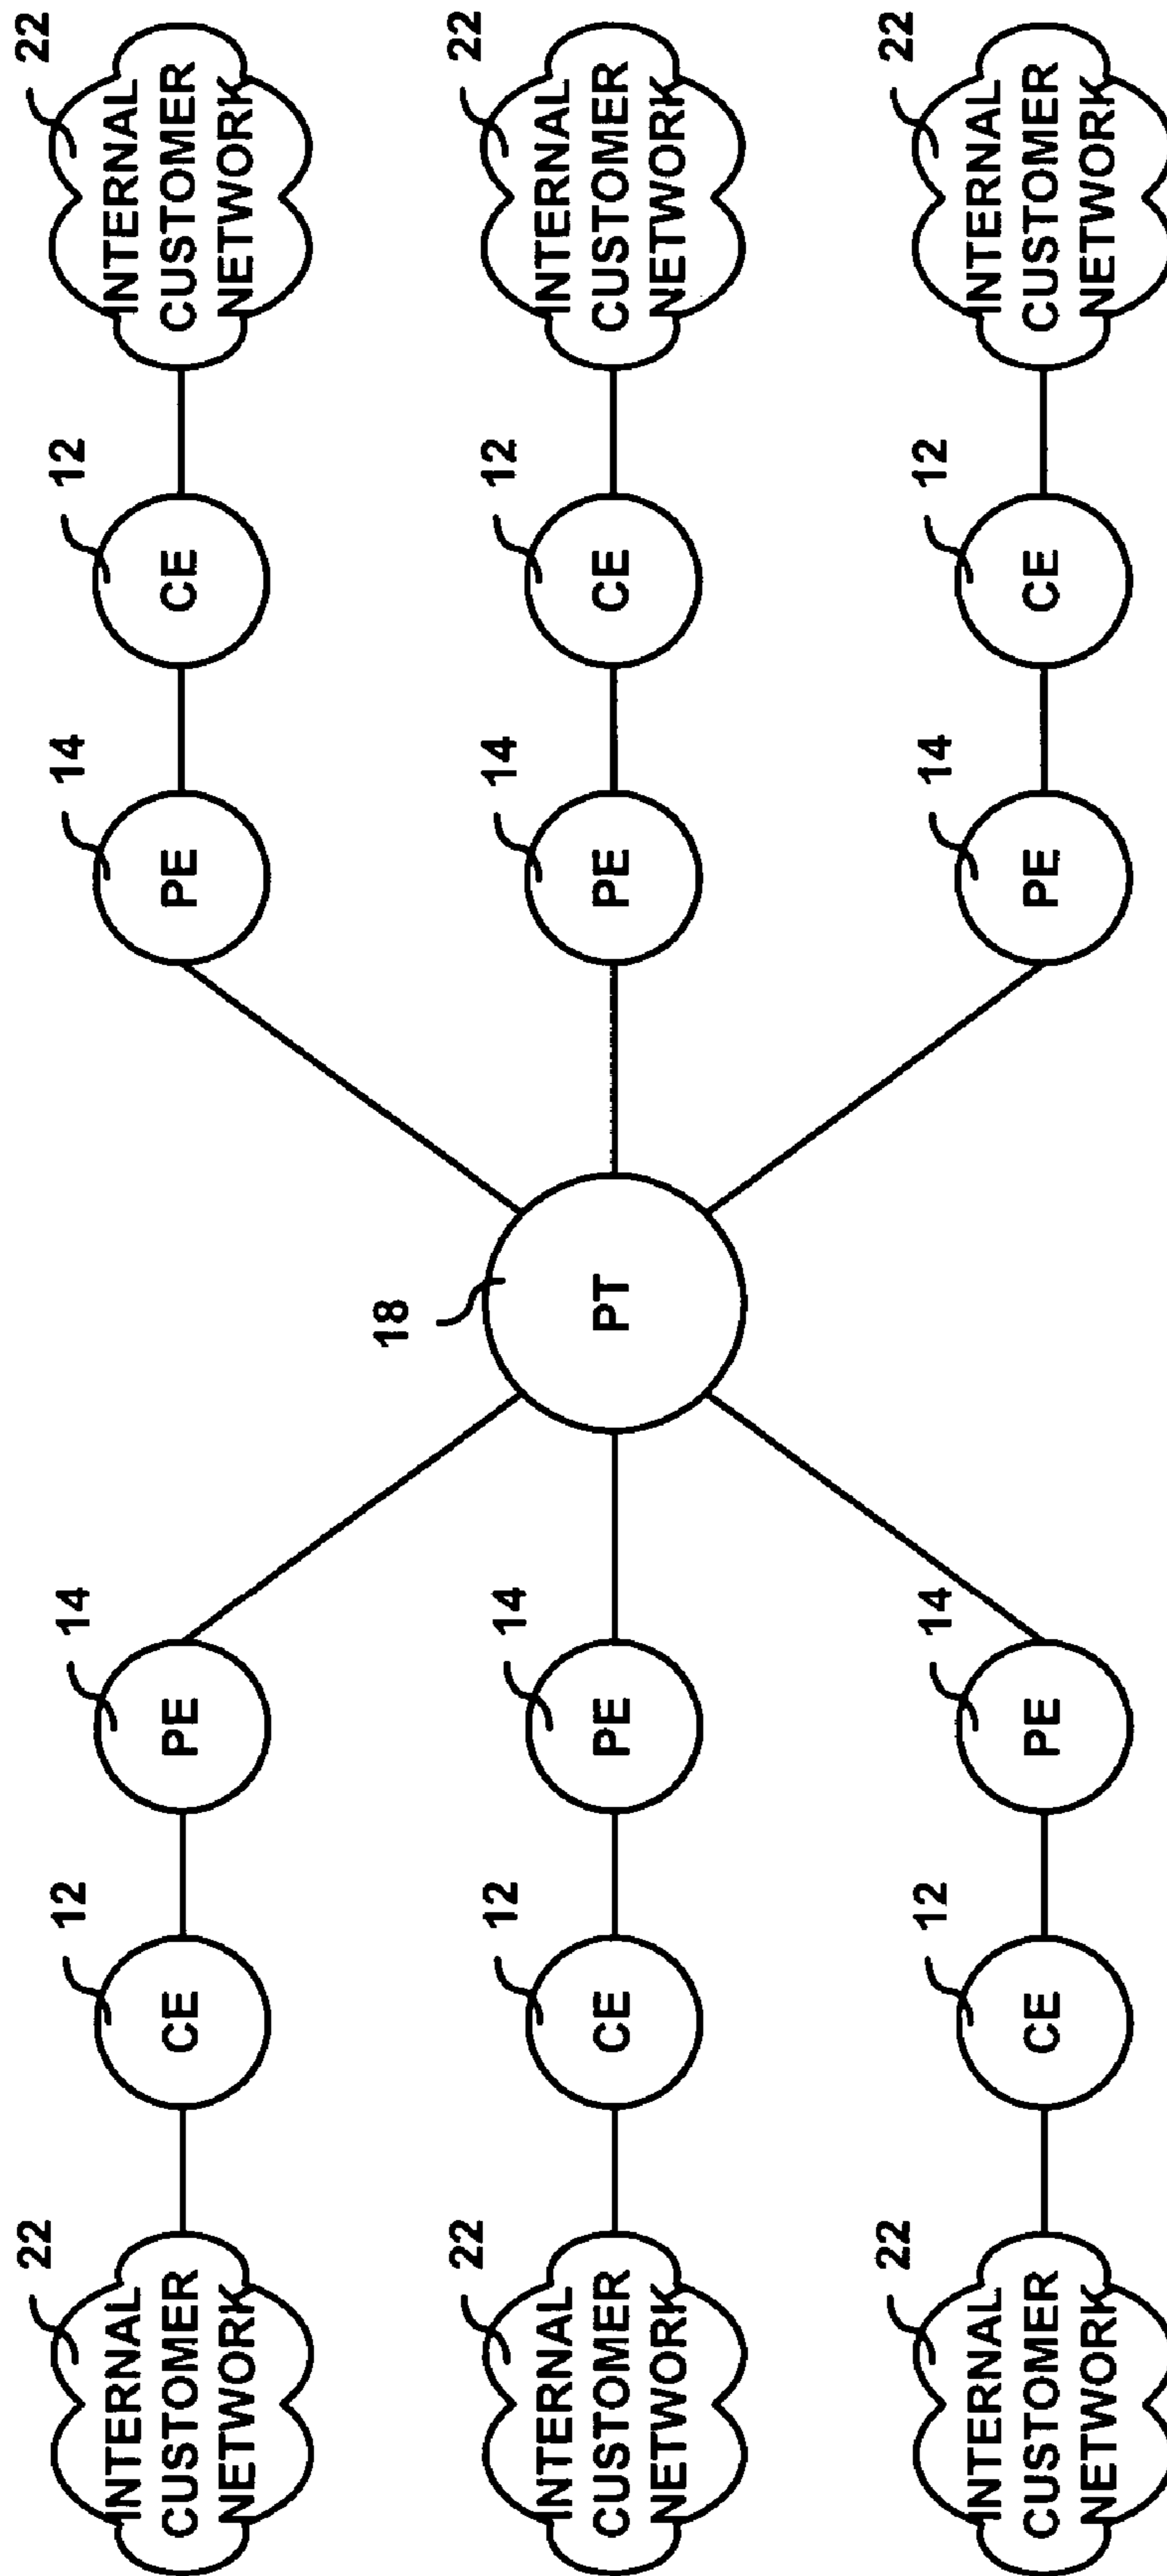 22 12 14 14 12 22
INTERNAL INTERNAL
CUSTOMER CE PE PE CE CUSTOMER
NETWORK NETWORK
18
22 12 14 14 12 22
INTERNAL INTERNAL
CUSTOMER CE PE PT PE CE CUSTOMER
NETWORK NETWORK
22 12 14 14 12 22
INTERNAL INTERNAL
CUSTOMER CE PE PE CE CUSTOMER
NETWORK NETWORK